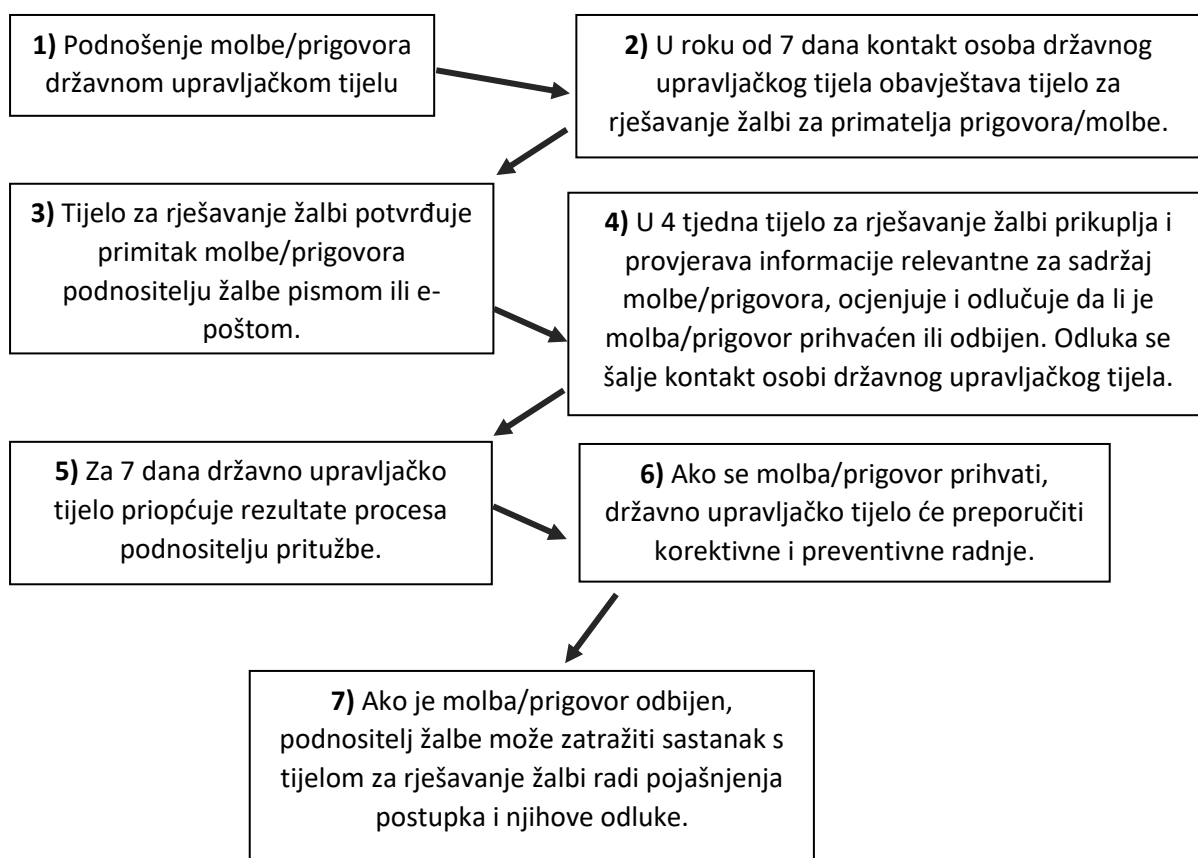 1) Podnošenje molbe/prigovora
državnom upravljačkom tijelu
2) U roku od 7 dana kontakt osoba državnog
upravljačkog tijela obavještava tijelo za
rješavanje žalbi za primatelja prigovora/molbe.
3) Tijelo za rješavanje žalbi potvrđuje
primitak molbe/prigovora
podnositelju žalbe pismom ili e-
poštom.
4) U 4 tjedna tijelo za rješavanje žalbi prikuplja i
provjerava informacije relevantne za sadržaj
molbe/prigovora, ocjenjuje i odlučuje da li je
molba/prigovor prihvaćen ili odbijen. Odluka se
šalje kontakt osobi državnog upravljačkog tijela.
5) Za 7 dana državno upravljačko
tijelo priopćuje rezultate procesa
podnositelju pritužbe.
6) Ako se molba/prigovor prihvati,
državno upravljačko tijelo će preporučiti
korektivne i preventivne radnje.
7) Ako je molba/prigovor odbijen,
podnositelj žalbe može zatražiti sastanak s
tijelom za rješavanje žalbi radi pojašnjenja
postupka i njihove odluke.